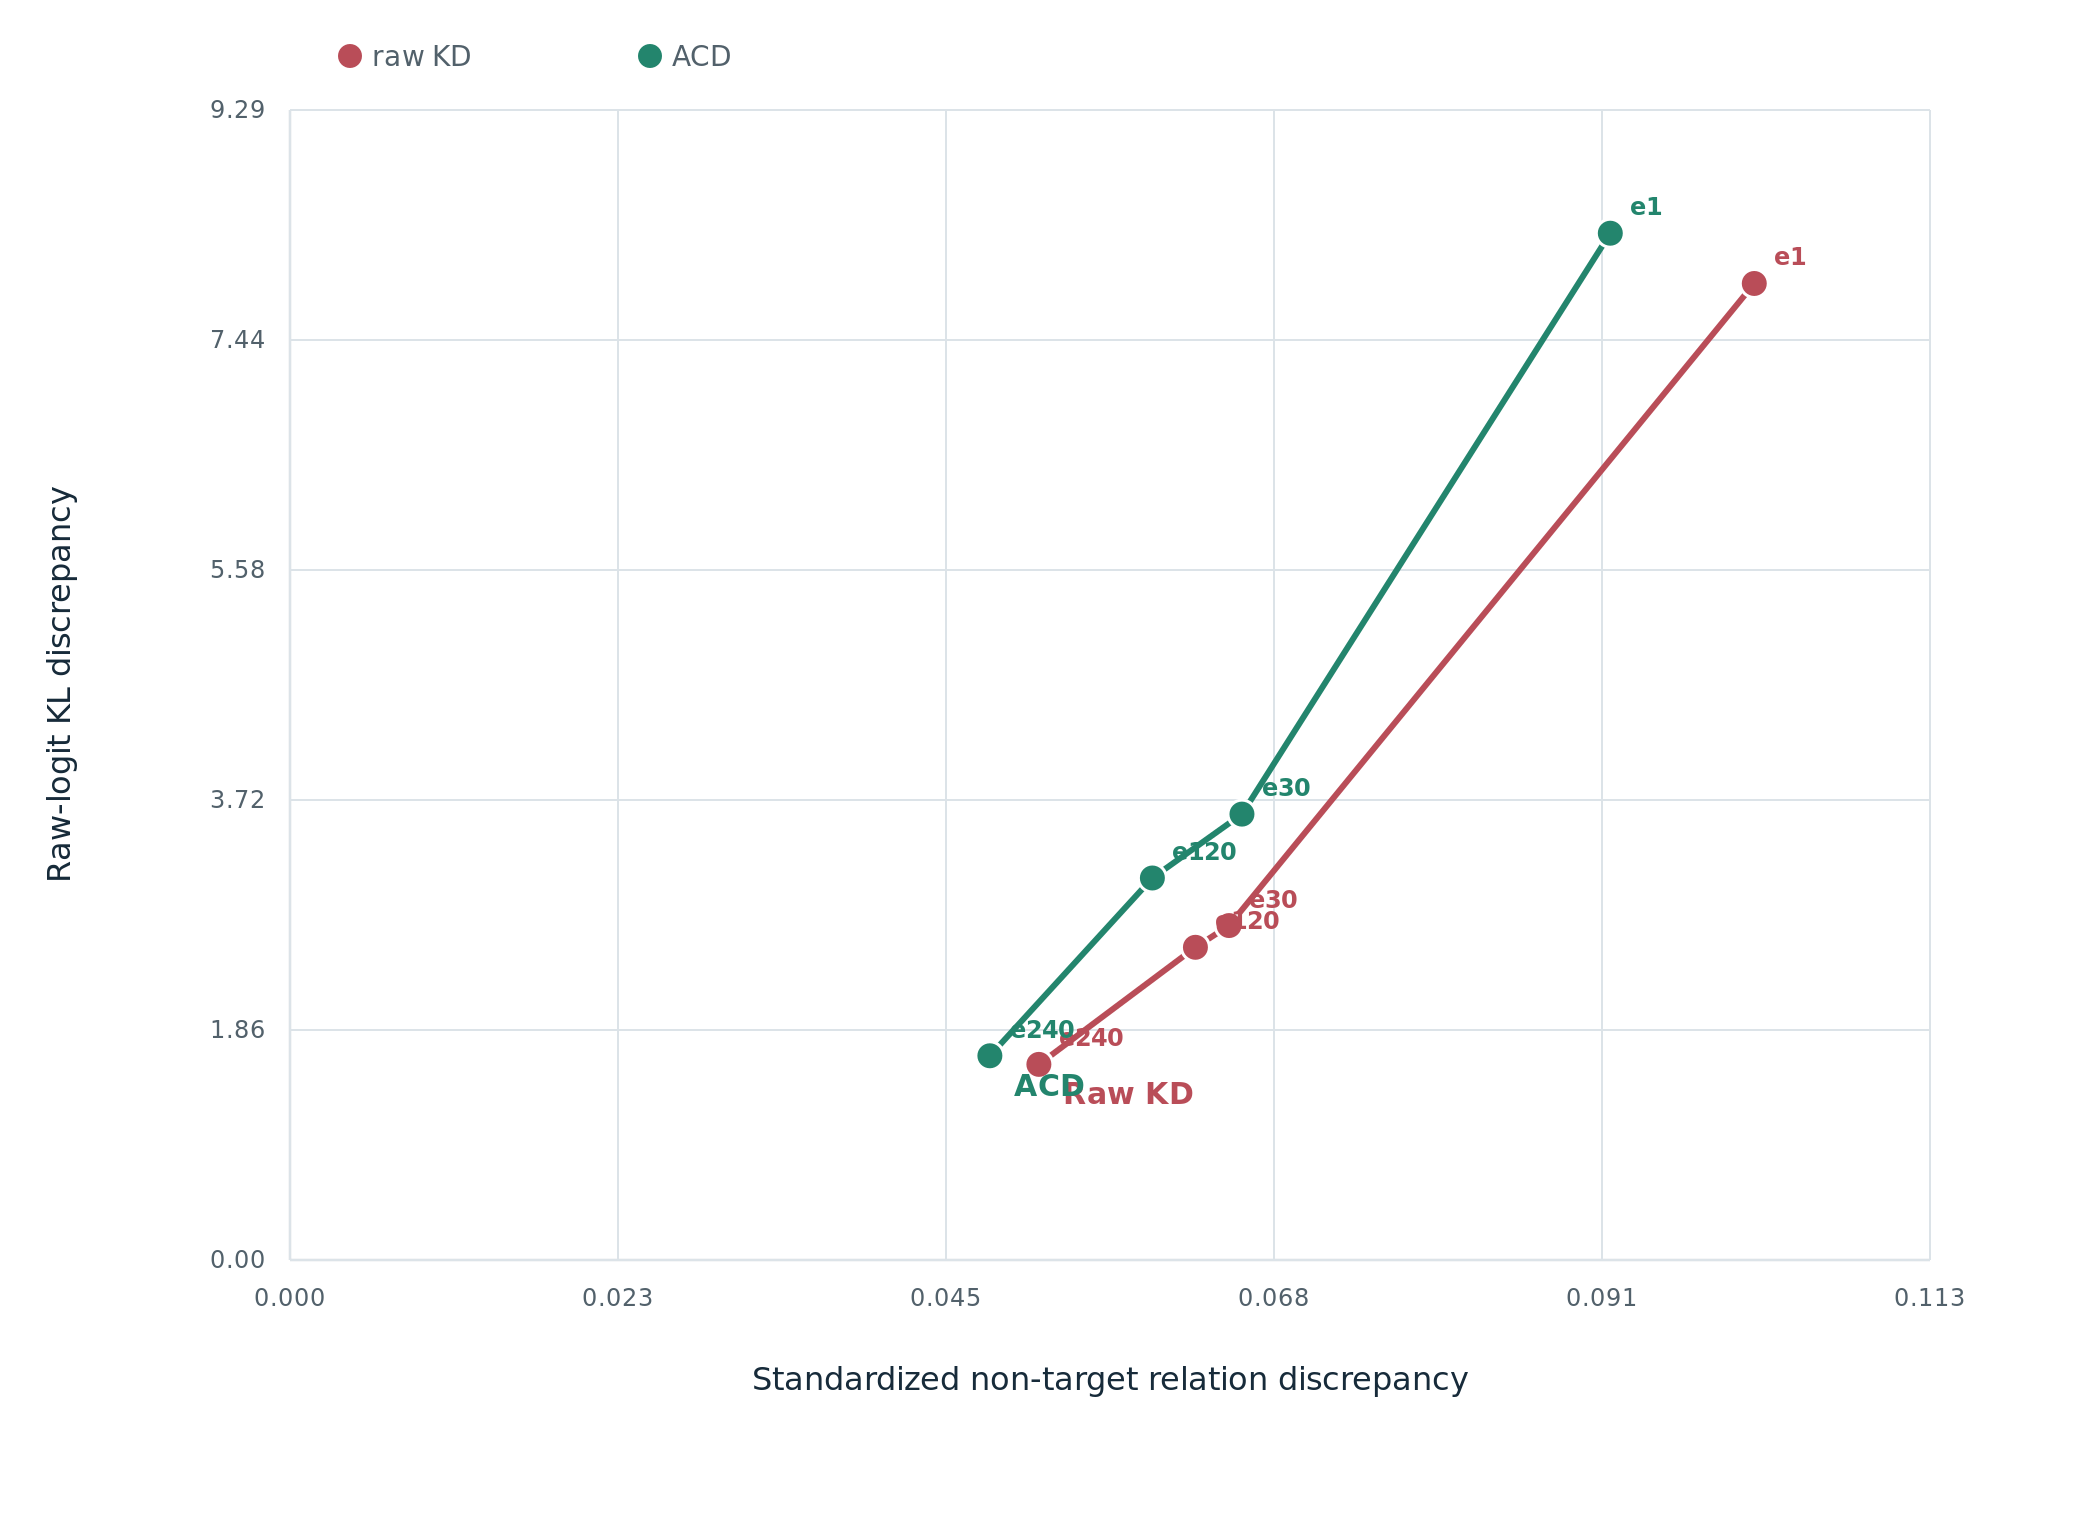 raw KD
ACD
9.29
7.44
5.58
3.72
1.86
0.00
Raw-logit KL discrepancy
e1
e1
e30
e120
e30
e120
e240
e240
ACD
Raw KD
0.000
0.023
0.045
0.068
0.091
0.113
Standardized non-target relation discrepancy